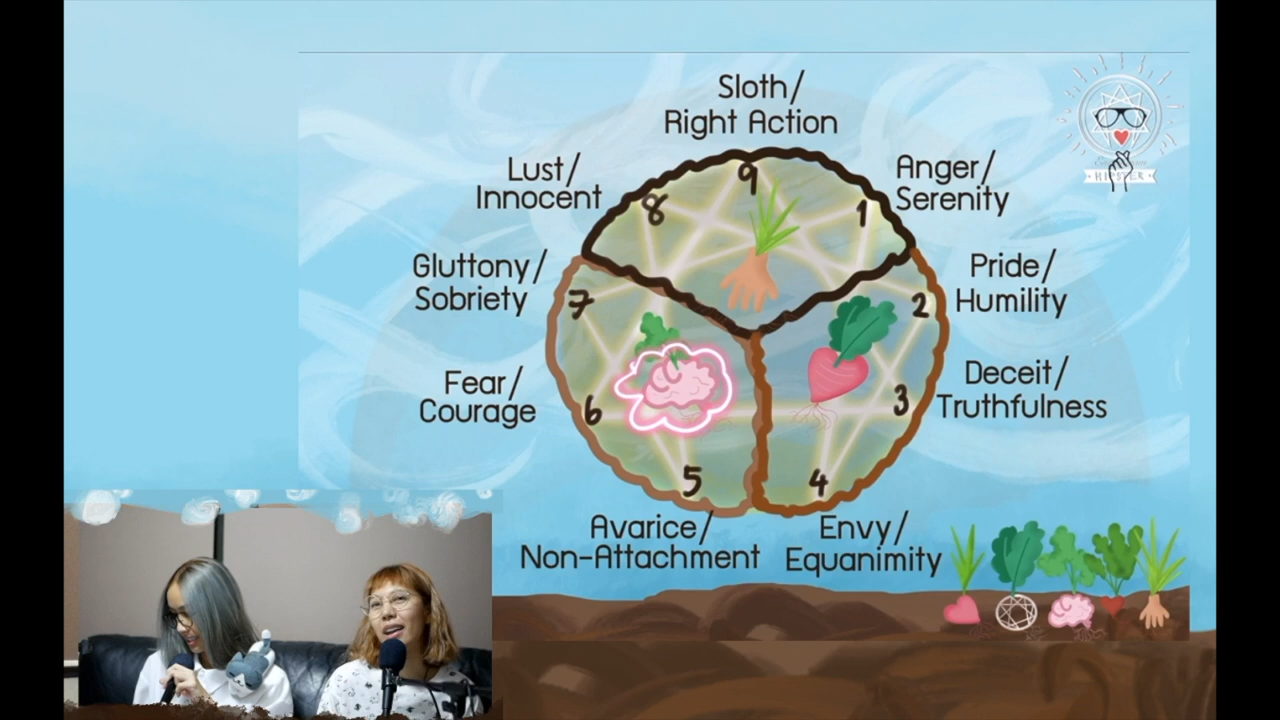 Sloth/
Right Action
Lust/
Innocent
Anger/
Serenity
9
8
1
Gluttony/
Sobriety
Pride/
Humility
7
2
Fear/
Courage
Deceit/
Truthfulness
6
3
5
4
Avarice/
Non-Attachment
Envy/
Equanimity
HIPSTER